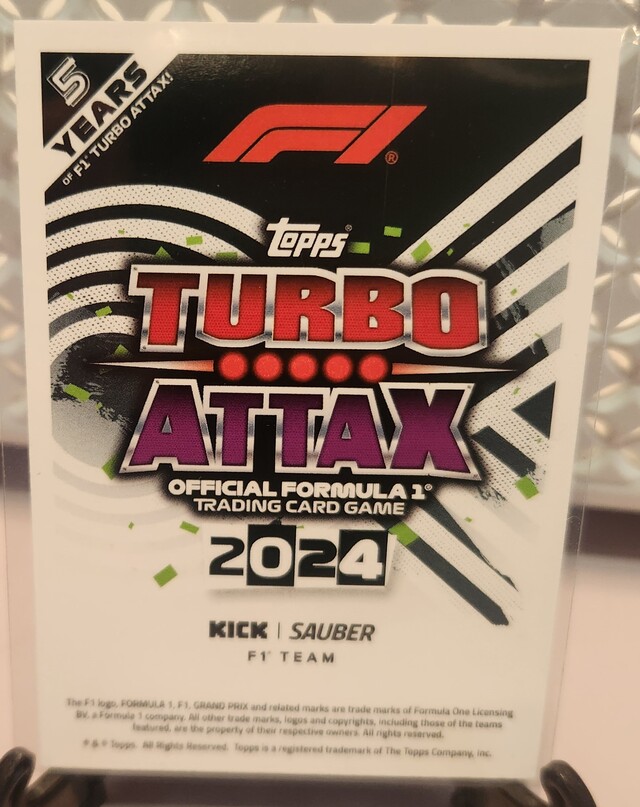 5
YEARS
OF F1® TURBO ATTAX!
F1®
Topps®
TURBO
ATTAX
OFFICIAL FORMULA 1®
TRADING CARD GAME
2024
KICK | SAUBER
F1® TEAM
The F1 logo, FORMULA 1, F1, GRAND PRIX and related marks are trade marks of Formula One Licensing
BV, a Formula 1 company. All other trade marks, logos and copyrights, including those of the teams
featured, are the property of their respective owners. All rights reserved.
® & © Topps. All Rights Reserved. Topps is a registered trademark of The Topps Company, Inc.